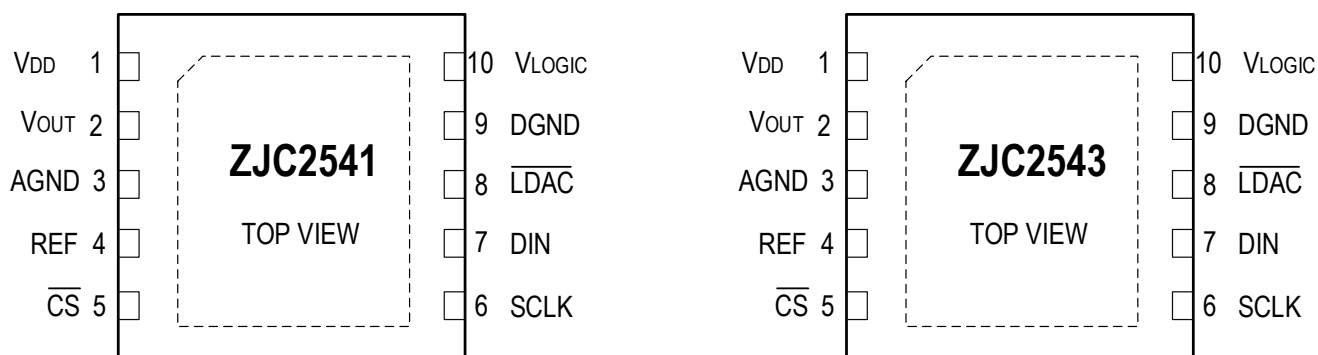 VDD 1
VOUT 2
AGND 3
REF 4
CS 5
ZJC2541
TOP VIEW
10 VLOGIC
9 DGND
8 LDAC
7 DIN
6 SCLK
VDD 1
VOUT 2
AGND 3
REF 4
CS 5
ZJC2543
TOP VIEW
10 VLOGIC
9 DGND
8 LDAC
7 DIN
6 SCLK